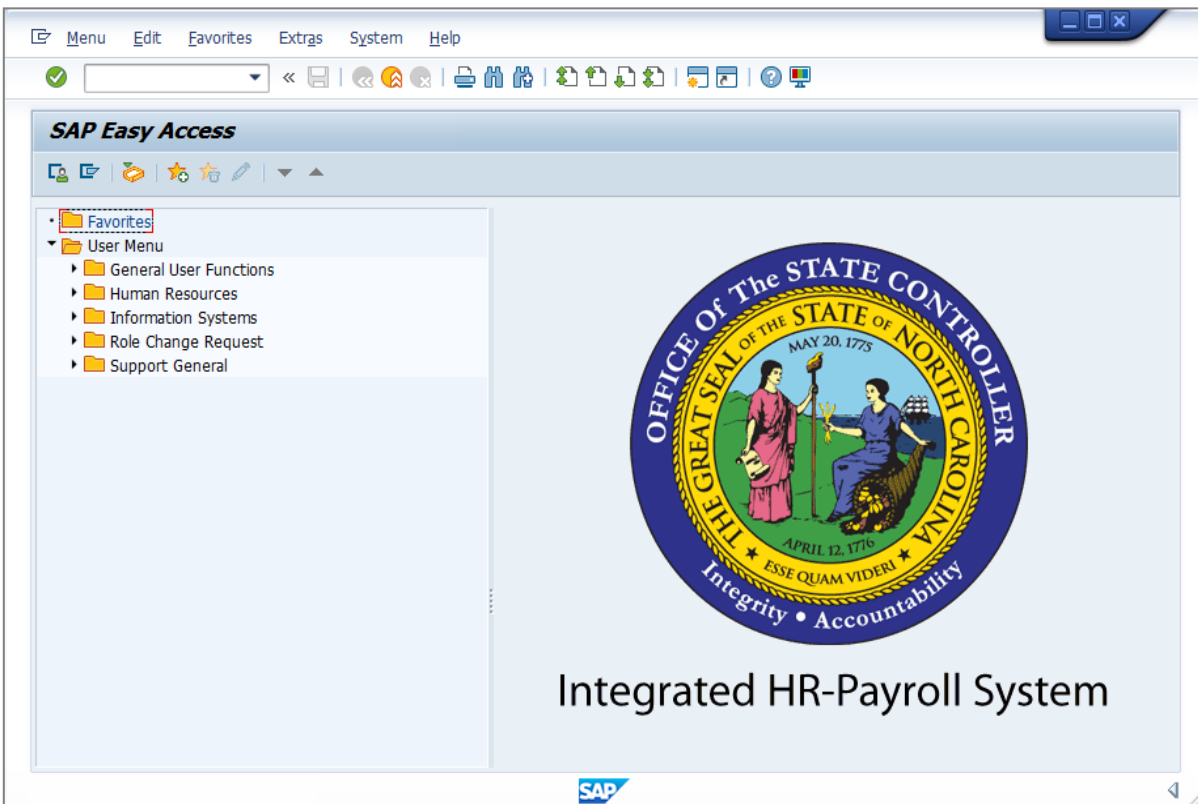 Menu Edit Favorites Extras System Help
SAP Easy Access
Favorites
User Menu
General User Functions
Human Resources
Information Systems
Role Change Request
Support General
Office Of The STATE CONTROLLER
THE GREAT SEAL OF THE STATE OF NORTH CAROLINA
MAY 20, 1775
APRIL 12, 1776
ESSE QUAM VIDERI
Integrity • Accountability
Integrated HR-Payroll System
SAP